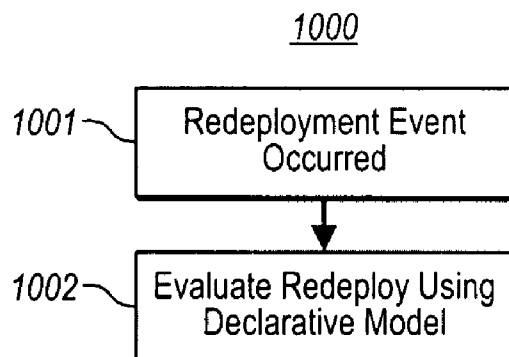 1000
1001
Redeployment Event
Occurred
1002
Evaluate Redeploy Using
Declarative Model